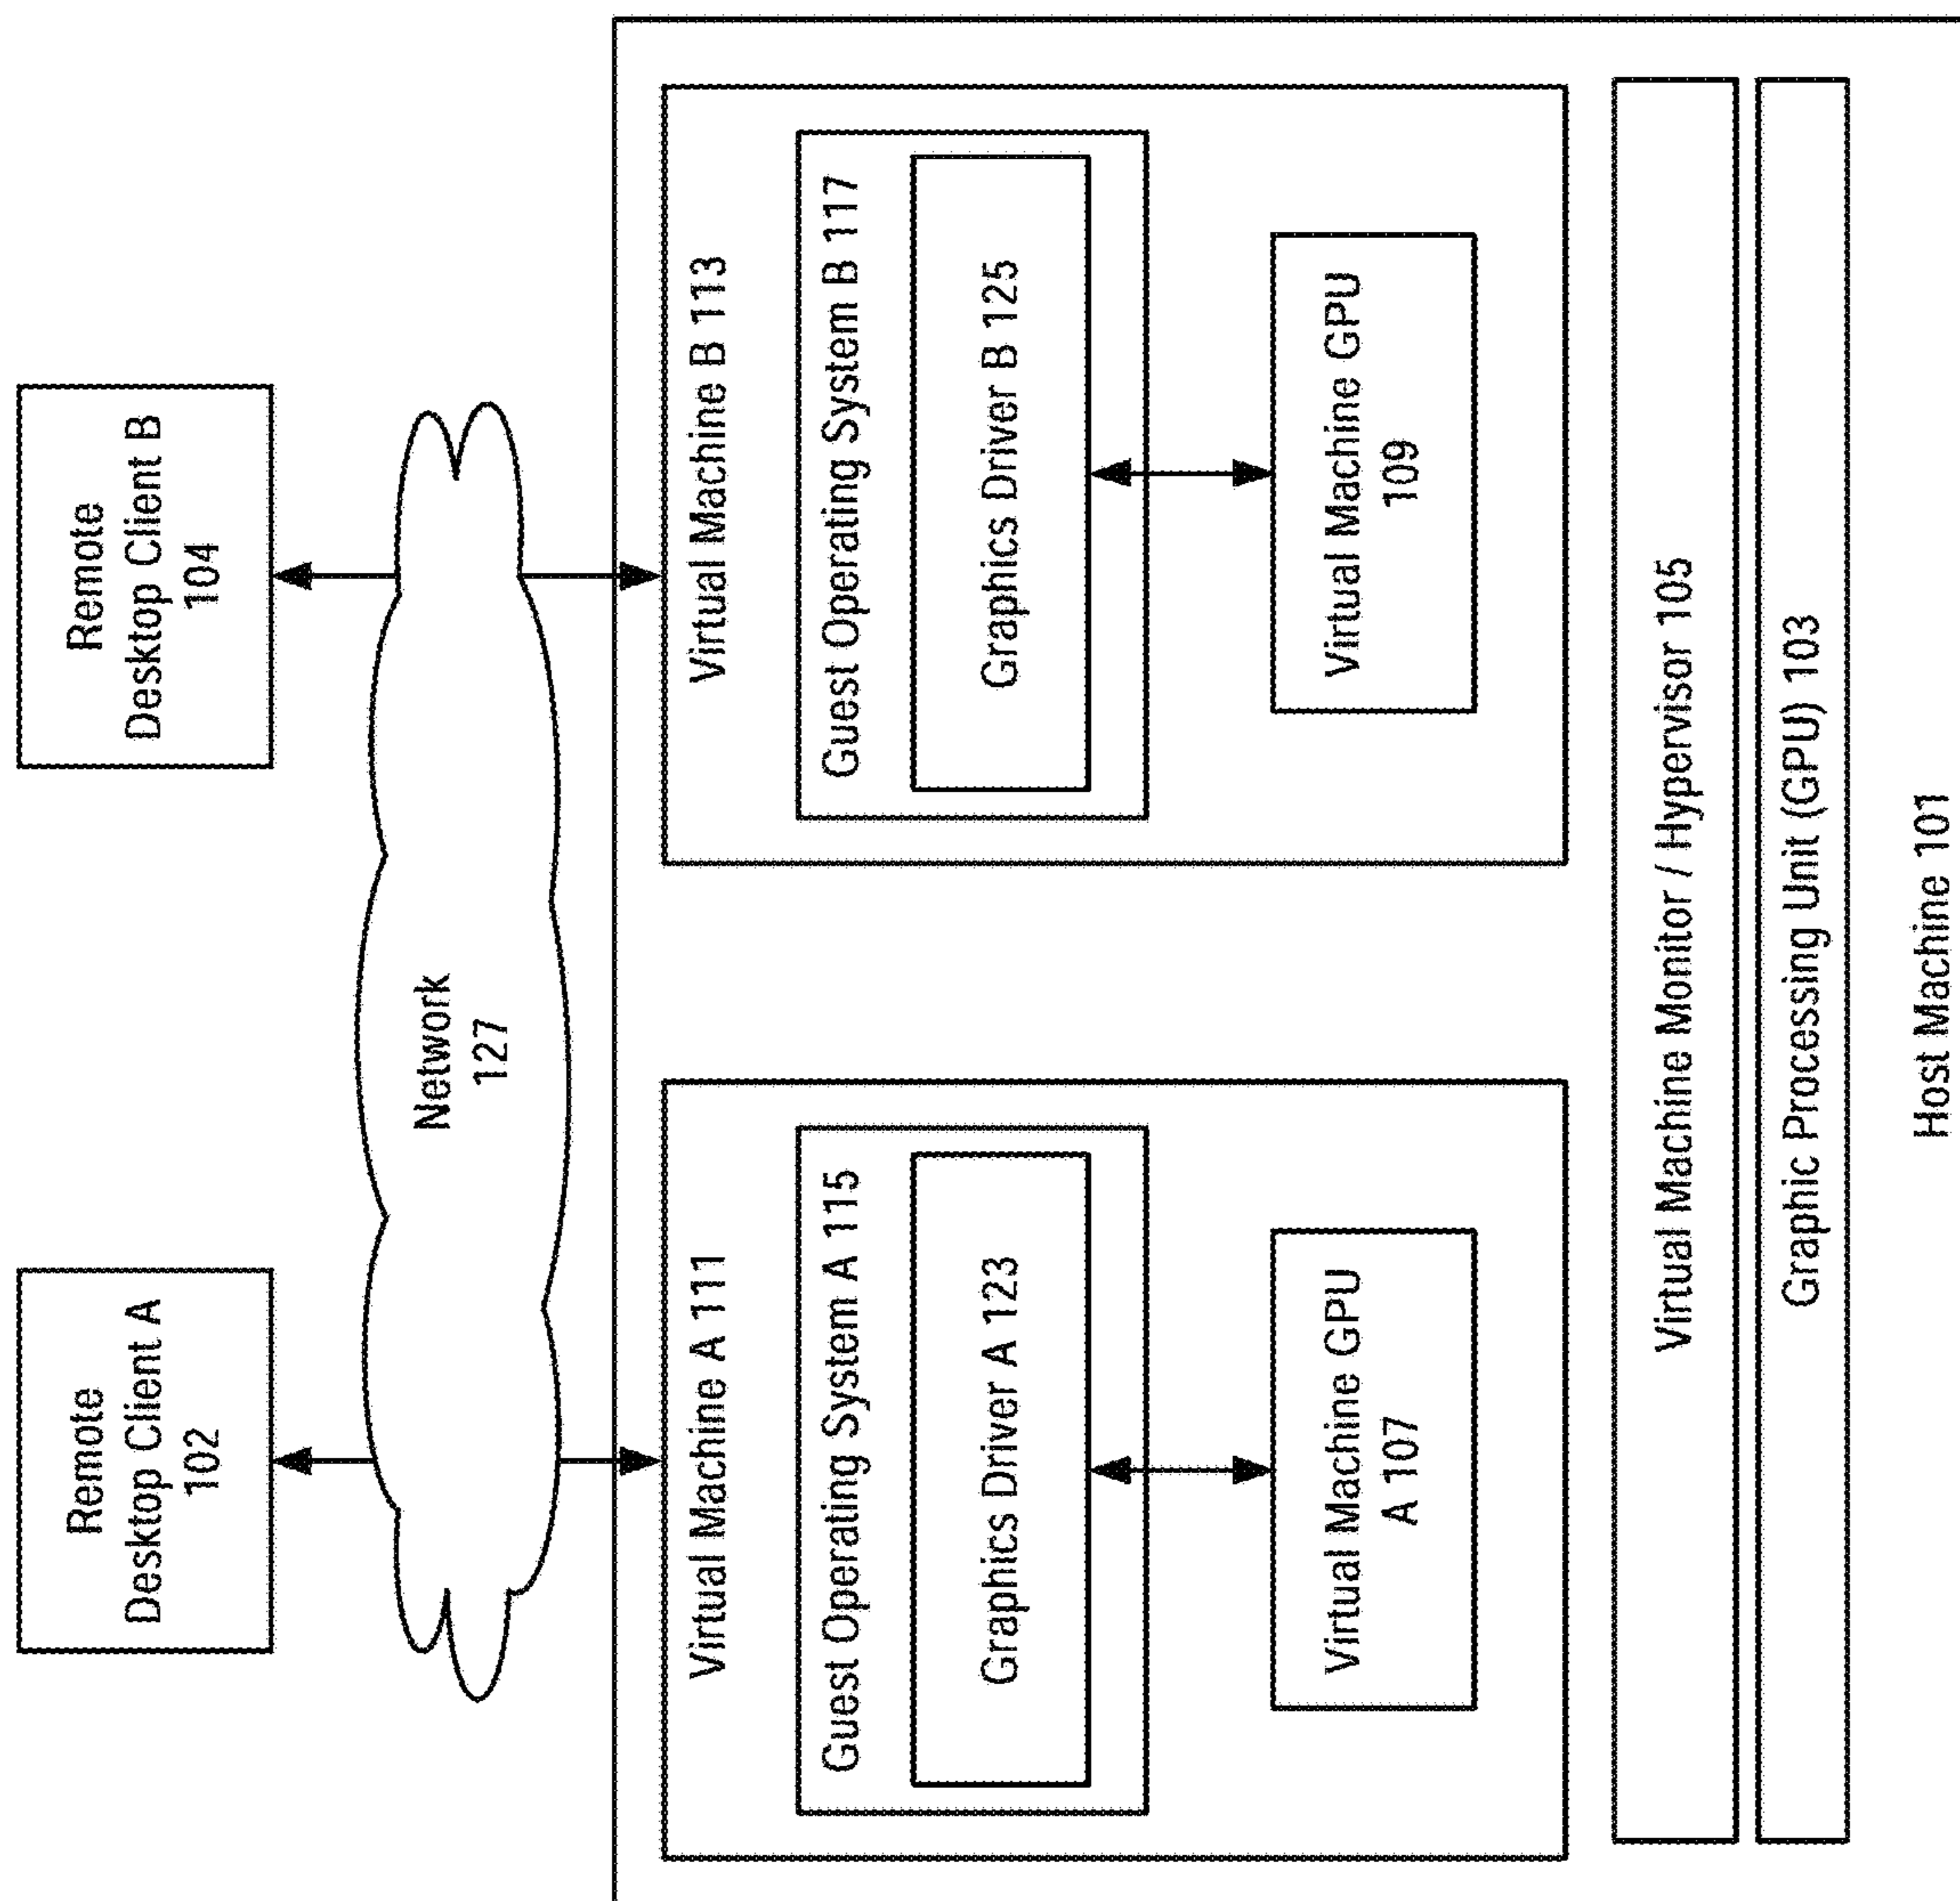 Remote
Desktop Client A
102
Remote
Desktop Client B
104
Network
127
Virtual Machine A 111
Guest Operating System A 115
Graphics Driver A 123
Virtual Machine GPU
A 107
Virtual Machine B 113
Guest Operating System B 117
Graphics Driver B 125
Virtual Machine GPU
109
Virtual Machine Monitor / Hypervisor 105
Graphic Processing Unit (GPU) 103
Host Machine 101